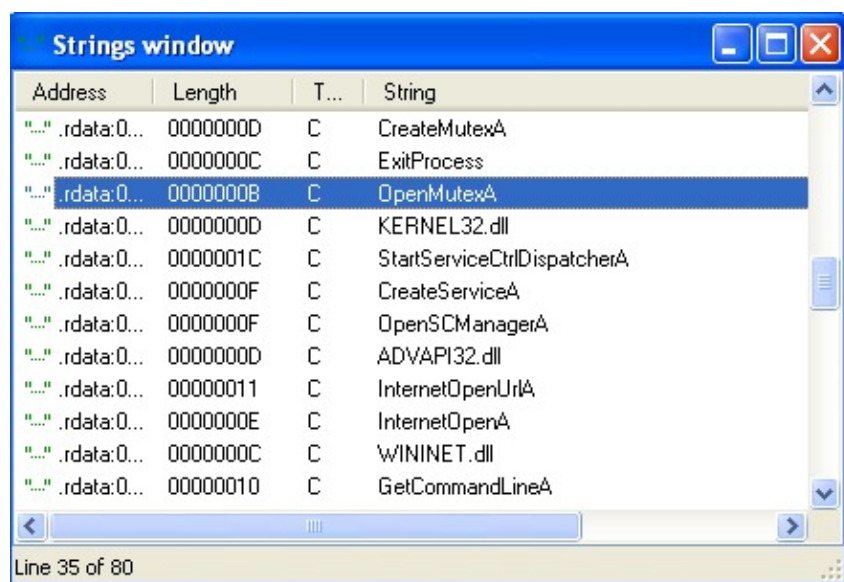 Strings window
Address Length T... String
"..." .rdata:0... 0000000D C CreateMutexA
"..." .rdata:0... 0000000C C ExitProcess
"..." .rdata:0... 0000000B C OpenMutexA
"..." .rdata:0... 0000000D C KERNEL32.dll
"..." .rdata:0... 0000001C C StartServiceCtrlDispatcherA
"..." .rdata:0... 0000000F C CreateServiceA
"..." .rdata:0... 0000000F C OpenSCManagerA
"..." .rdata:0... 0000000D C ADVAPI32.dll
"..." .rdata:0... 00000011 C InternetOpenUrlA
"..." .rdata:0... 0000000E C InternetOpenA
"..." .rdata:0... 0000000C C WININET.dll
"..." .rdata:0... 00000010 C GetCommandLineA
Line 35 of 80